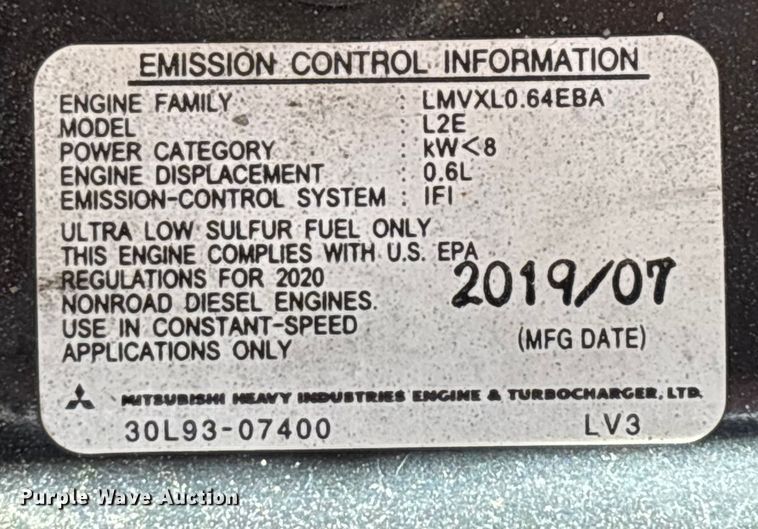 EMISSION CONTROL INFORMATION
ENGINE FAMILY : LMVXL0.64EBA
MODEL : L2E
POWER CATEGORY : kW<8
ENGINE DISPLACEMENT : 0.6L
EMISSION-CONTROL SYSTEM : IFI
ULTRA LOW SULFUR FUEL ONLY
THIS ENGINE COMPLIES WITH U.S. EPA
REGULATIONS FOR 2020
NONROAD DIESEL ENGINES.
USE IN CONSTANT-SPEED
APPLICATIONS ONLY
2019/07
(MFG DATE)
MITSUBISHI HEAVY INDUSTRIES ENGINE & TURBOCHARGER, LTD.
30L93-07400 LV3
Purple Wave Auction